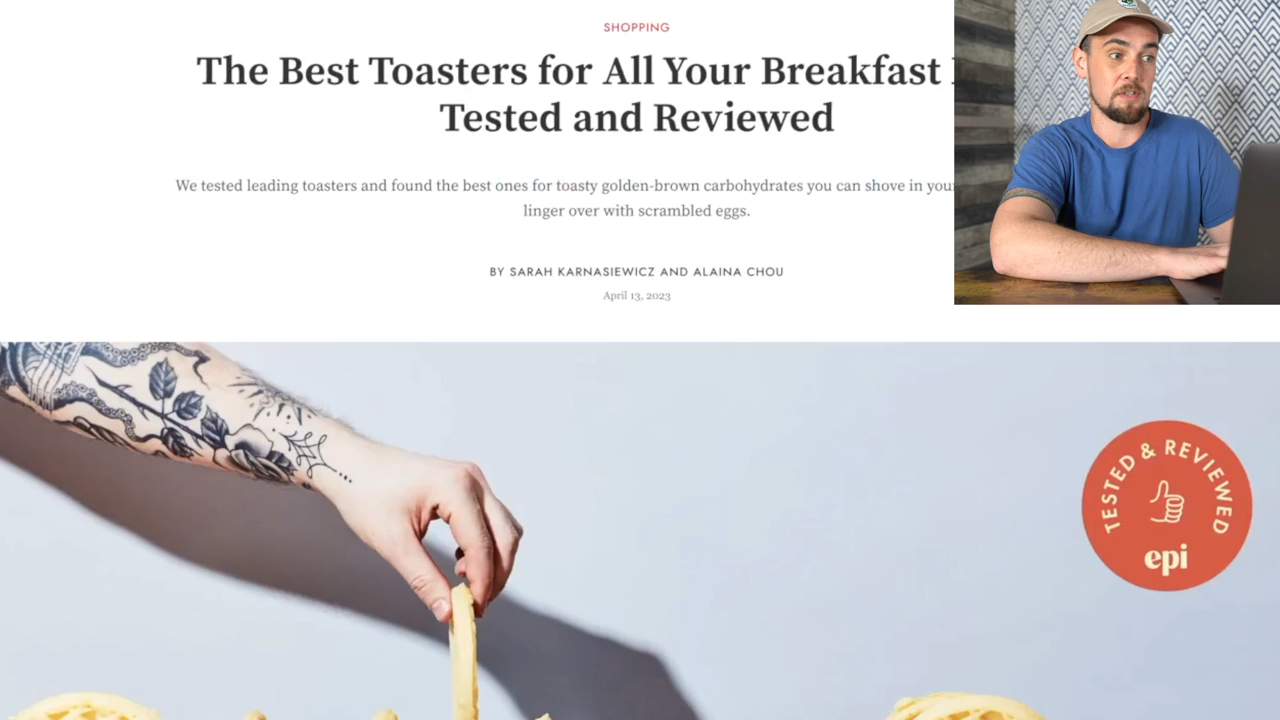 SHOPPING
The Best Toasters for All Your Breakfast
Tested and Reviewed
We tested leading toasters and found the best ones for toasty golden-brown carbohydrates you can shove in
linger over with scrambled eggs.
BY SARAH KARNASIEWICZ AND ALAINA CHOU
April 13, 2023
TESTED & REVIEWED
epi